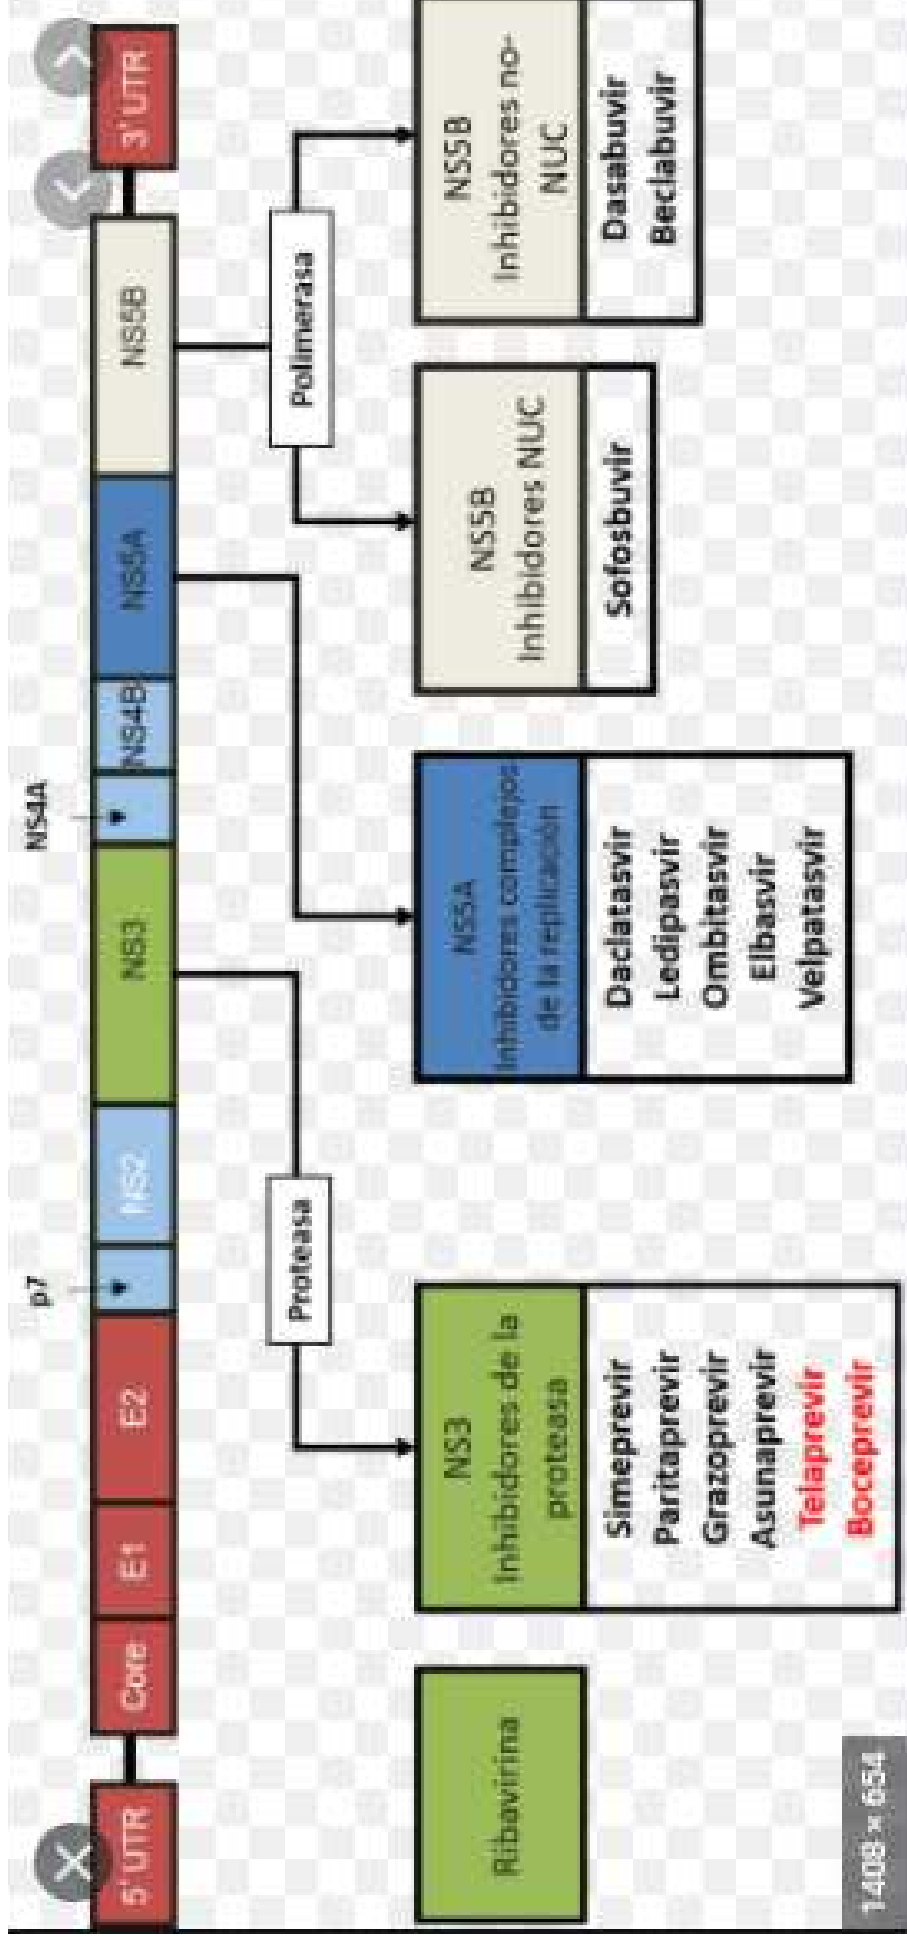 p7
NS4A
5' UTR
Core
E1
E2
NS2
NS3
NS4B
NS5A
NS5B
3' UTR
Proteasa
Polimerasa
Ribavirina
NS3
Inhibidores de la
proteasa
Simeprevir
Paritaprevir
Grazoprevir
Asunaprevir
Telaprevir
Boceprevir
NS5A
Inhibidores complejos
de la replicación
Daclatasvir
Ledipasvir
Ombitasvir
Elbasvir
Velpatasvir
NS5B
Inhibidores NUC
Sofosbuvir
NS5B
Inhibidores no-
NUC
Dasabuvir
Beclabuvir
1408 × 654